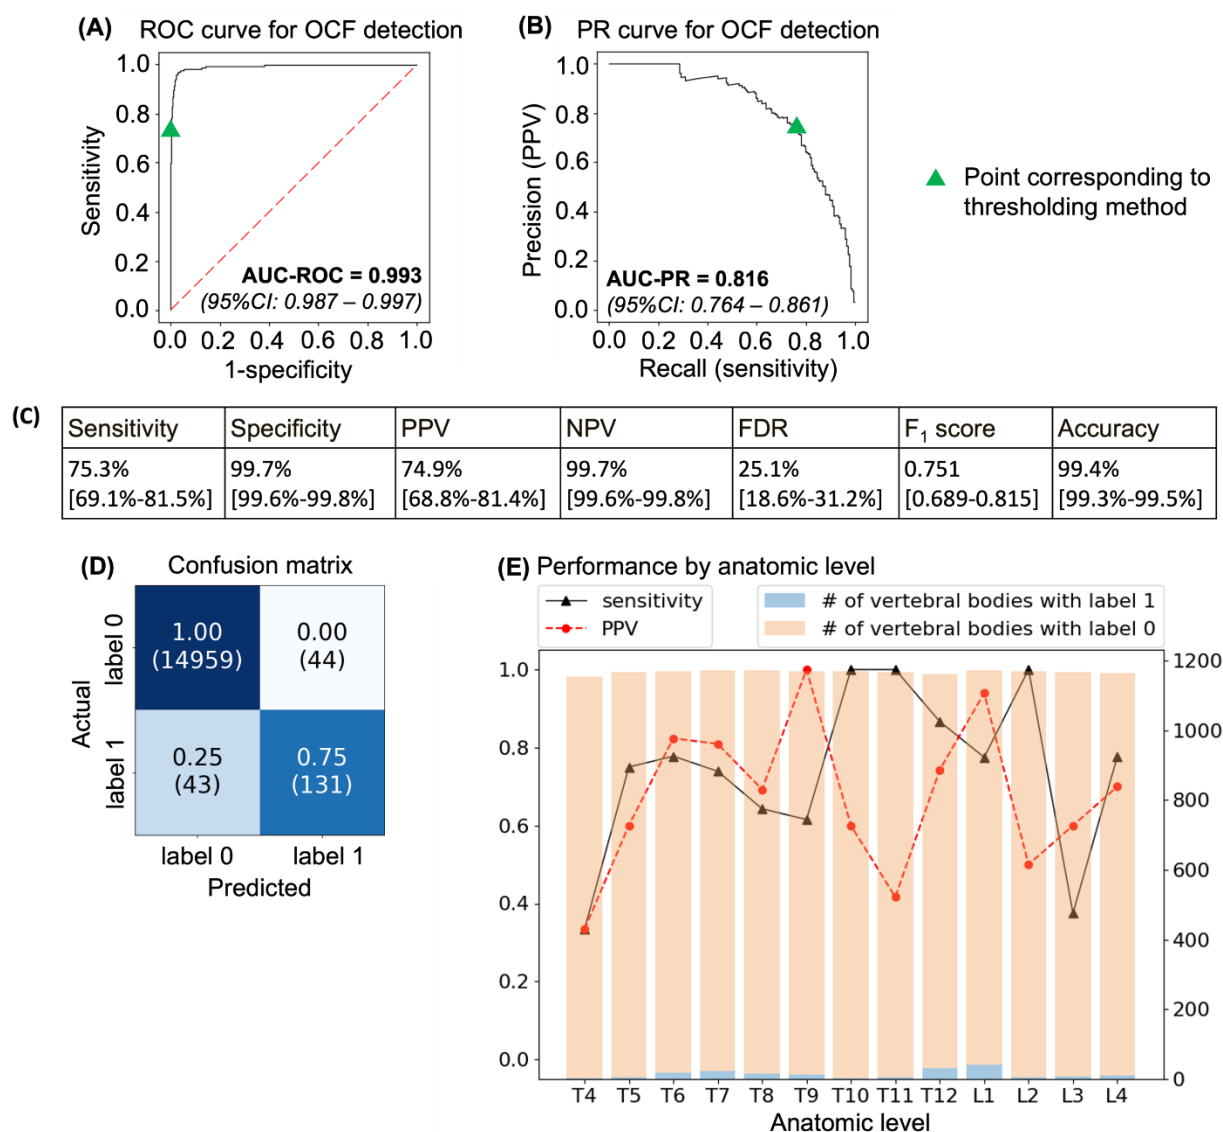 (A) ROC curve for OCF detection
1.0
0.8
0.6
0.4
0.2
0.0
Sensitivity
AUC-ROC = 0.993
(95%CI: 0.987 – 0.997)
0.0 0.2 0.4 0.6 0.8 1.0
1-specificity
(B) PR curve for OCF detection
1.0
0.8
0.6
0.4
0.2
0.0
Precision (PPV)
AUC-PR = 0.816
(95%CI: 0.764 – 0.861)
0.0 0.2 0.4 0.6 0.8 1.0
Recall (sensitivity)
Point corresponding to
thresholding method
(C)
Sensitivity Specificity PPV NPV FDR F₁ score Accuracy
75.3% 99.7% 74.9% 99.7% 25.1% 0.751 99.4%
[69.1%-81.5%] [99.6%-99.8%] [68.8%-81.4%] [99.6%-99.8%] [18.6%-31.2%] [0.689-0.815] [99.3%-99.5%]
(D) Confusion matrix
Actual
label 0
label 1
1.00 0.00
(14959) (44)
0.25 0.75
(43) (131)
label 0 label 1
Predicted
(E) Performance by anatomic level
sensitivity
PPV
# of vertebral bodies with label 1
# of vertebral bodies with label 0
1.0
0.8
0.6
0.4
0.2
0.0
1200
1000
800
600
400
200
0
T4 T5 T6 T7 T8 T9 T10 T11 T12 L1 L2 L3 L4
Anatomic level